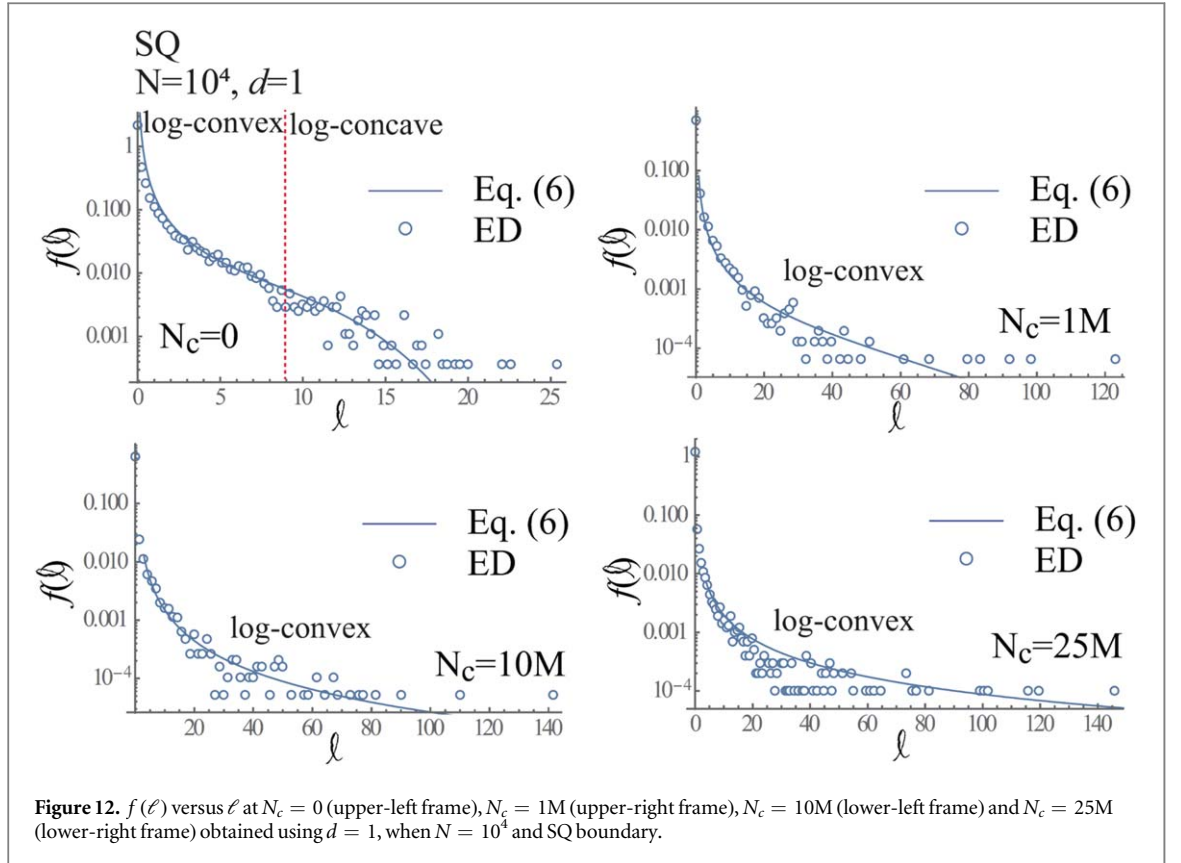 SQ
N=10⁴, d=1
log-convex log-concave
1
0.100
0.010
0.001
f(ℓ)
Eq. (6)
ED
N_c=0
0 5 10 15 20 25
ℓ
0.100
0.010
0.001
10⁻⁴
f(ℓ)
Eq. (6)
ED
log-convex
N_c=1M
0 20 40 60 80 100 120
ℓ
0.100
0.010
0.001
10⁻⁴
f(ℓ)
Eq. (6)
ED
log-convex
N_c=10M
20 40 60 80 100 120 140
ℓ
1
0.100
0.010
0.001
10⁻⁴
f(ℓ)
Eq. (6)
ED
log-convex
N_c=25M
0 20 40 60 80 100 120 140
ℓ
Figure 12. f(ℓ) versus ℓ at N_c = 0 (upper-left frame), N_c = 1M (upper-right frame), N_c = 10M (lower-left frame) and N_c = 25M
(lower-right frame) obtained using d = 1, when N = 10⁴ and SQ boundary.